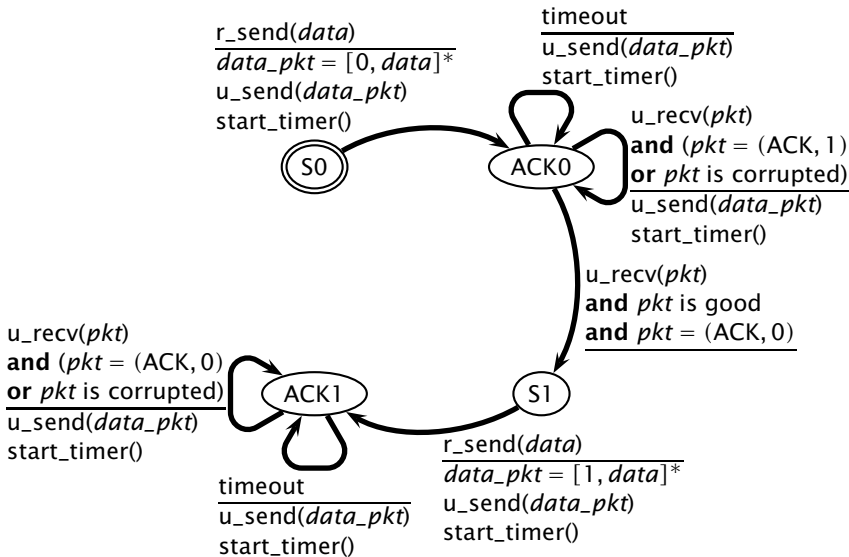 r_send(data)
data_pkt = [0, data]*
u_send(data_pkt)
start_timer()
timeout
u_send(data_pkt)
start_timer()
S0
ACK0
u_recv(pkt)
and (pkt = (ACK, 1)
or pkt is corrupted)
u_send(data_pkt)
start_timer()
u_recv(pkt)
and pkt is good
and pkt = (ACK, 0)
u_recv(pkt)
and (pkt = (ACK, 0)
or pkt is corrupted)
u_send(data_pkt)
start_timer()
ACK1
S1
timeout
u_send(data_pkt)
start_timer()
r_send(data)
data_pkt = [1, data]*
u_send(data_pkt)
start_timer()